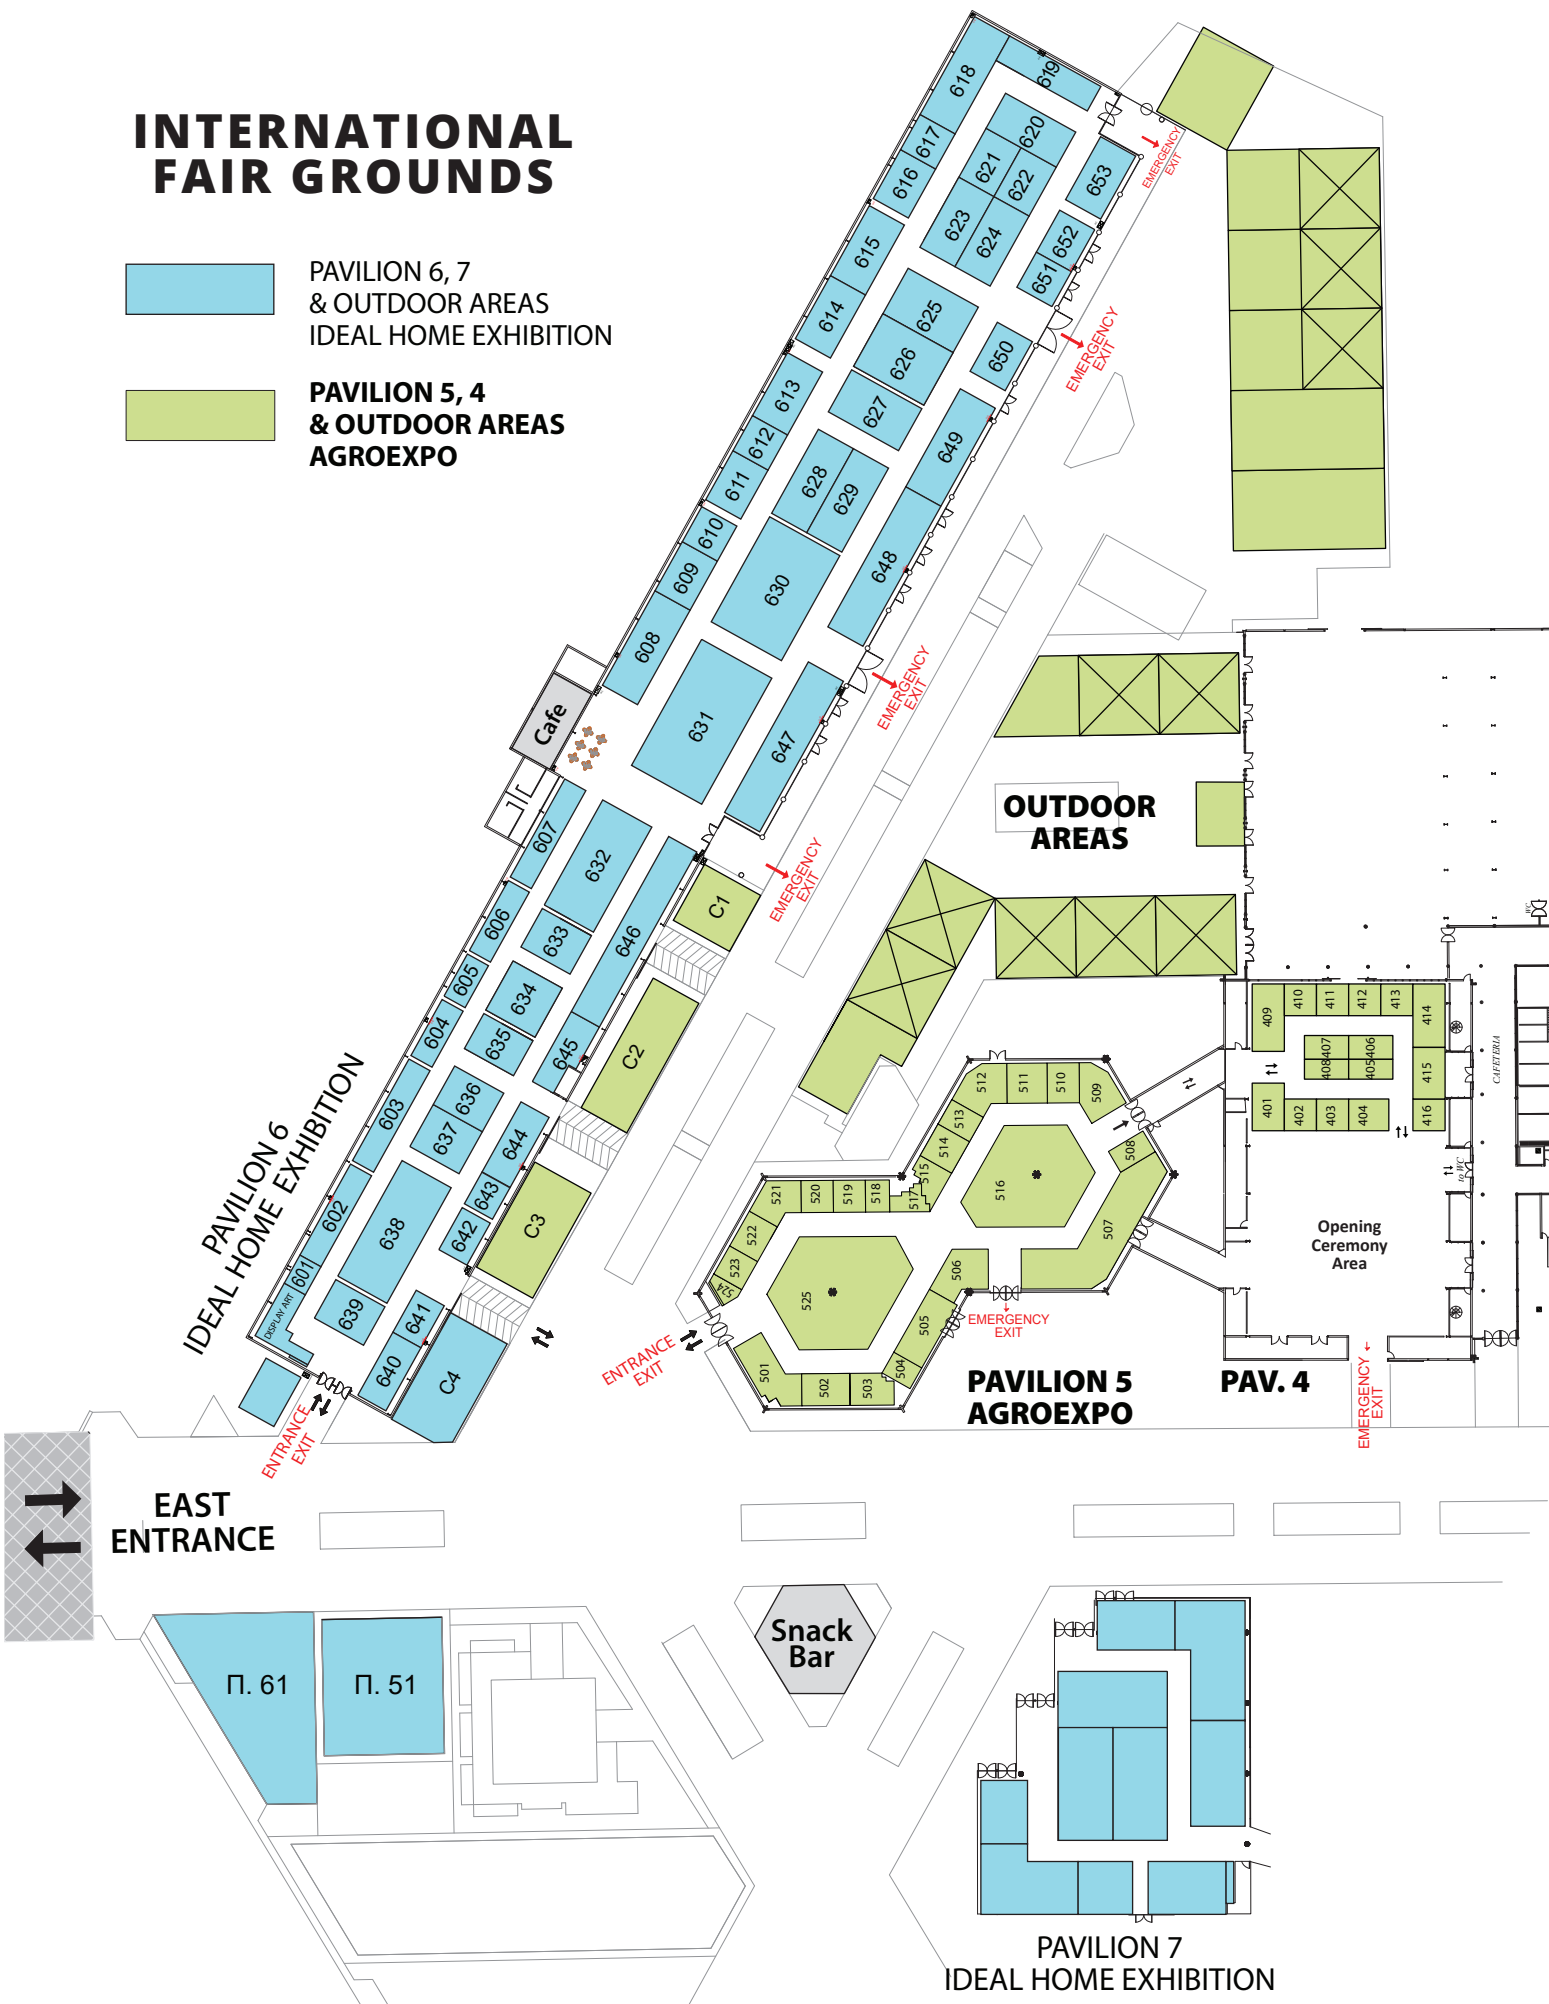 INTERNATIONAL
FAIR GROUNDS
PAVILION 6, 7
& OUTDOOR AREAS
IDEAL HOME EXHIBITION
PAVILION 5, 4
& OUTDOOR AREAS
AGROEXPO
618
619
617
616
620
621
622
623
624
653
652
651
EMERGENCY
EXIT
615
614
625
626
627
650
EMERGENCY
EXIT
613
612
611
628
629
649
610
609
608
630
648
EMERGENCY
EXIT
Cafe
631
647
EMERGENCY
EXIT
607
632
606
633
646
605
634
604
635
645
603
636
637
644
643
642
602
638
601
DISPLAY ART
639
641
640
C1
C2
C3
C4
PAVILION 6
IDEAL HOME EXHIBITION
ENTRANCE
EXIT
OUTDOOR
AREAS
WC
CAFETERIA
to WC
409
410
411
412
413
414
407
406
408
405
415
401
402
403
404
416
Opening
Ceremony
Area
PAV. 4
EMERGENCY
EXIT
512
511
510
509
513
514
515
508
516
517
518
519
520
521
522
523
524
507
506
525
505
504
501
502
503
EMERGENCY
EXIT
ENTRANCE
EXIT
PAVILION 5
AGROEXPO
EAST
ENTRANCE
Π. 61
Π. 51
Snack
Bar
PAVILION 7
IDEAL HOME EXHIBITION